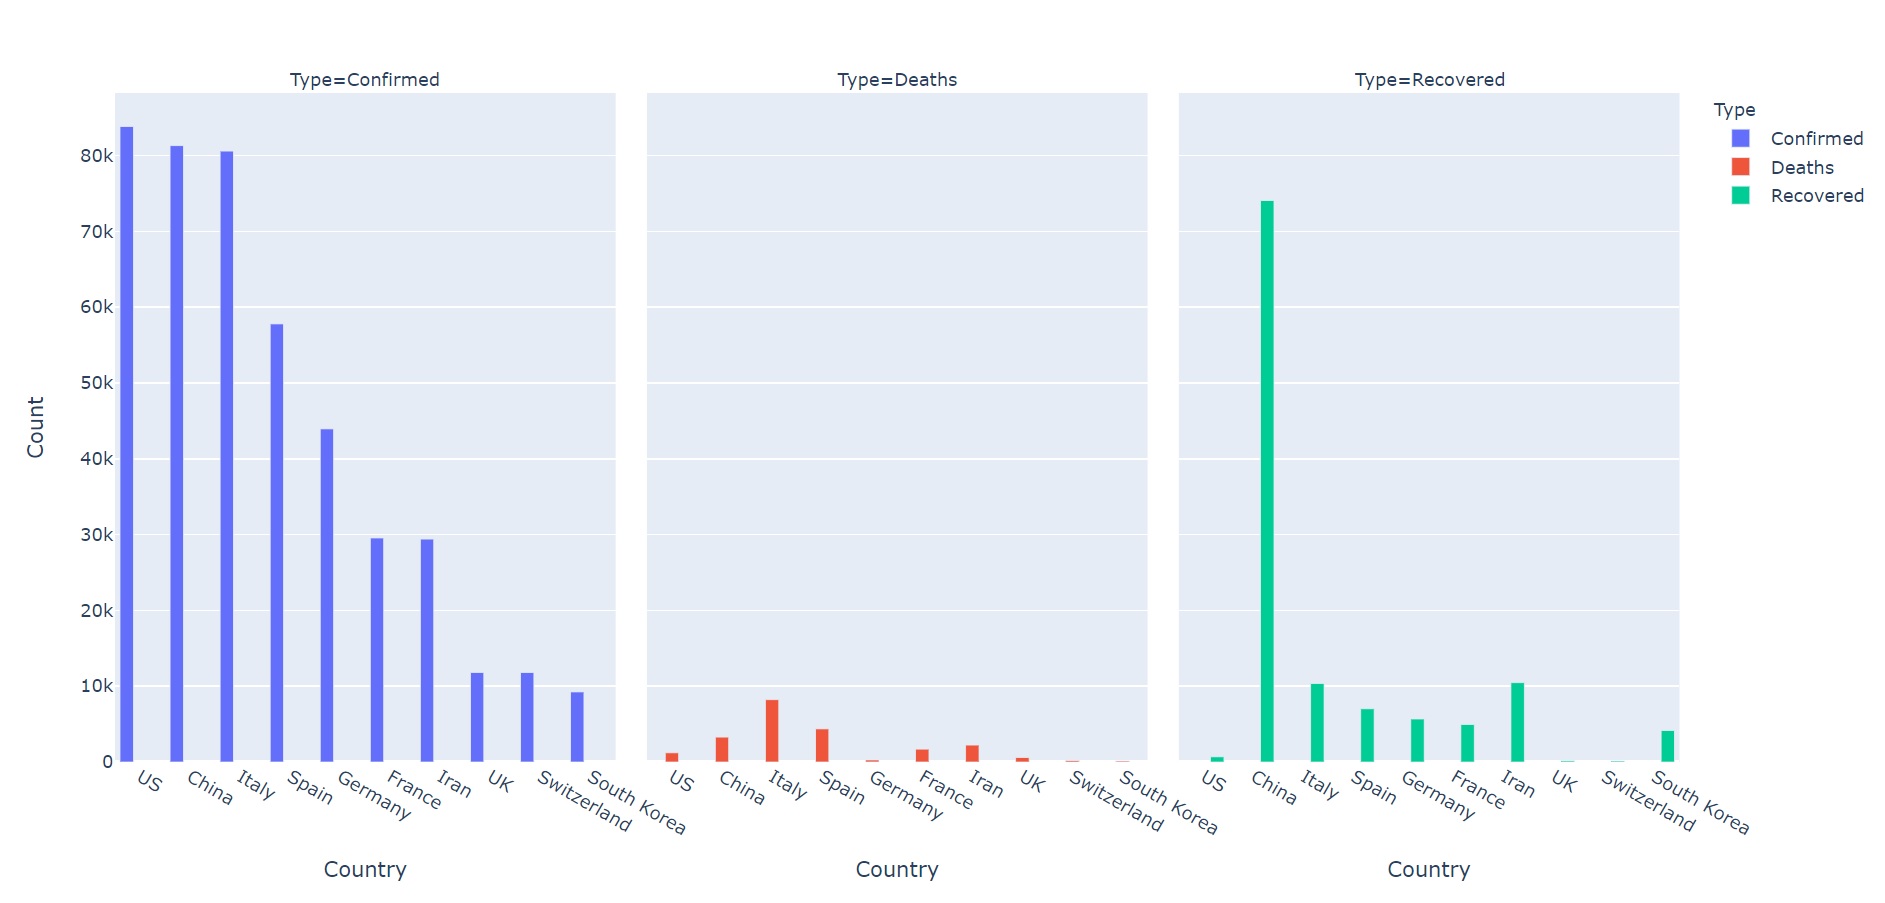 Type=Confirmed
Type=Deaths
Type=Recovered
Type
Confirmed
Deaths
Recovered
Count
80k
70k
60k
50k
40k
30k
20k
10k
0
US
China
Italy
Spain
Germany
France
Iran
UK
Switzerland
South Korea
US
China
Italy
Spain
Germany
France
Iran
UK
Switzerland
South Korea
US
China
Italy
Spain
Germany
France
Iran
UK
Switzerland
South Korea
Country
Country
Country